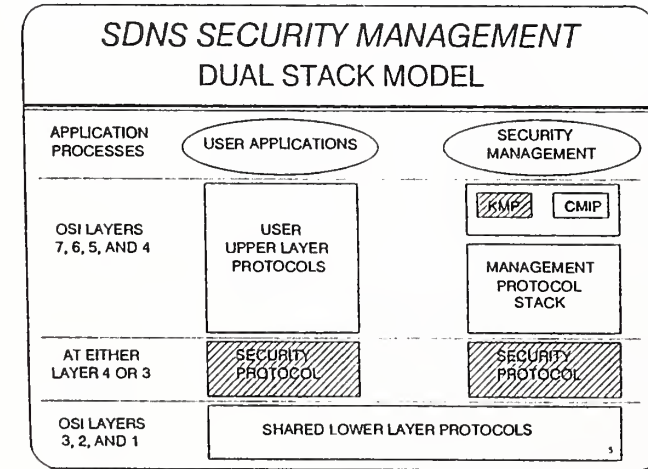 SDNS SECURITY MANAGEMENT
DUAL STACK MODEL
APPLICATION
PROCESSES
USER APPLICATIONS
SECURITY
MANAGEMENT
OSI LAYERS
7, 6, 5, AND 4
USER
UPPER LAYER
PROTOCOLS
KMP
CMIP
MANAGEMENT
PROTOCOL
STACK
AT EITHER
LAYER 4 OR 3
SECURITY
PROTOCOL
SECURITY
PROTOCOL
OSI LAYERS
3, 2, AND 1
SHARED LOWER LAYER PROTOCOLS
5